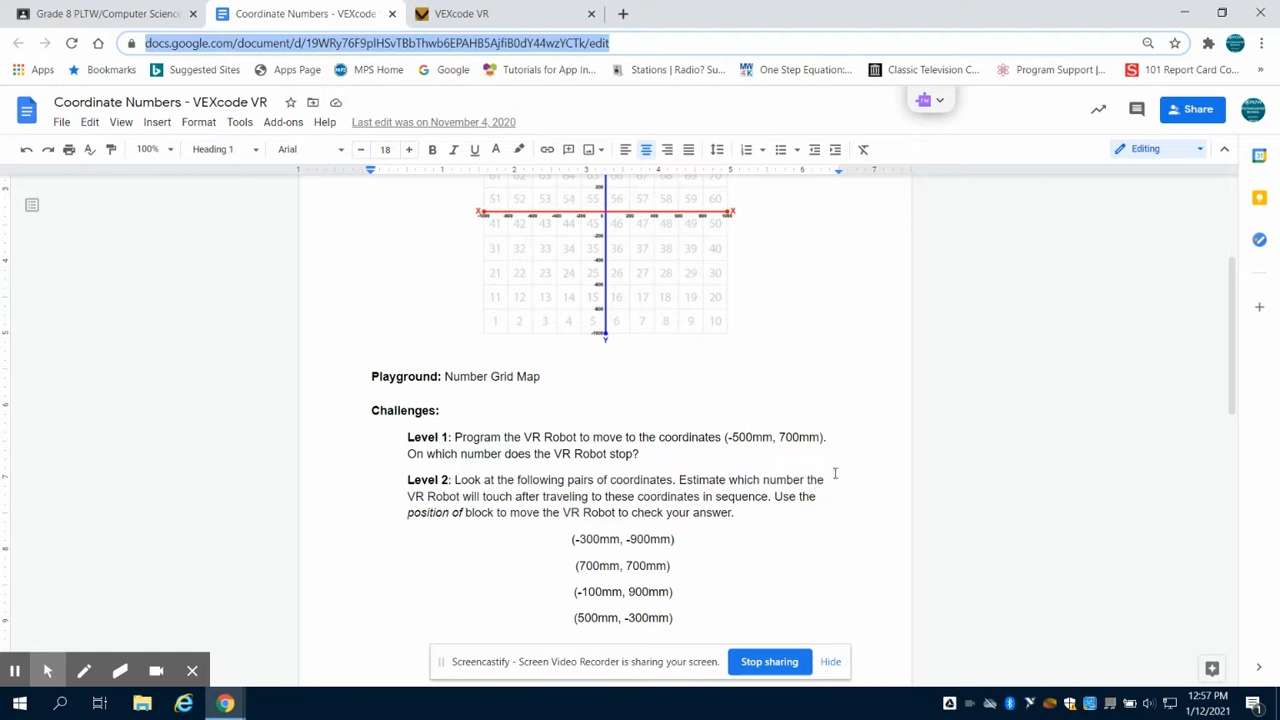 Grade 8 PLTW/Computer Science
Coordinate Numbers - VEXcode
VEXcode VR
docs.google.com/document/d/19WRy76F9plHSvTBbThwb6EPAHB5AjfiB0dY44wzYCTk/edit
Apps
Bookmarks
Suggested Sites
Apps Page
MPS Home
Google
Tutorials for App In...
Stations | Radio? Su...
One Step Equation:...
Classic Television C...
Program Support |...
101 Report Card Co...
Coordinate Numbers - VEXcode VR
File Edit View Insert Format Tools Add-ons Help Last edit was on November 4, 2020
Share
100% Heading 1 Arial 18 Editing
51 52 53 54 55 56 57 58 59 60
X X
41 42 43 44 45 46 47 48 49 50
31 32 33 34 35 36 37 38 39 40
21 22 23 24 25 26 27 28 29 30
11 12 13 14 15 16 17 18 19 20
1 2 3 4 5 6 7 8 9 10
Y
Playground: Number Grid Map
Challenges:
Level 1: Program the VR Robot to move to the coordinates (-500mm, 700mm).
On which number does the VR Robot stop?
Level 2: Look at the following pairs of coordinates. Estimate which number the
VR Robot will touch after traveling to these coordinates in sequence. Use the
position of block to move the VR Robot to check your answer.
(-300mm, -900mm)
(700mm, 700mm)
(-100mm, 900mm)
(500mm, -300mm)
Screencastify - Screen Video Recorder is sharing your screen. Stop sharing Hide
12:57 PM
1/12/2021